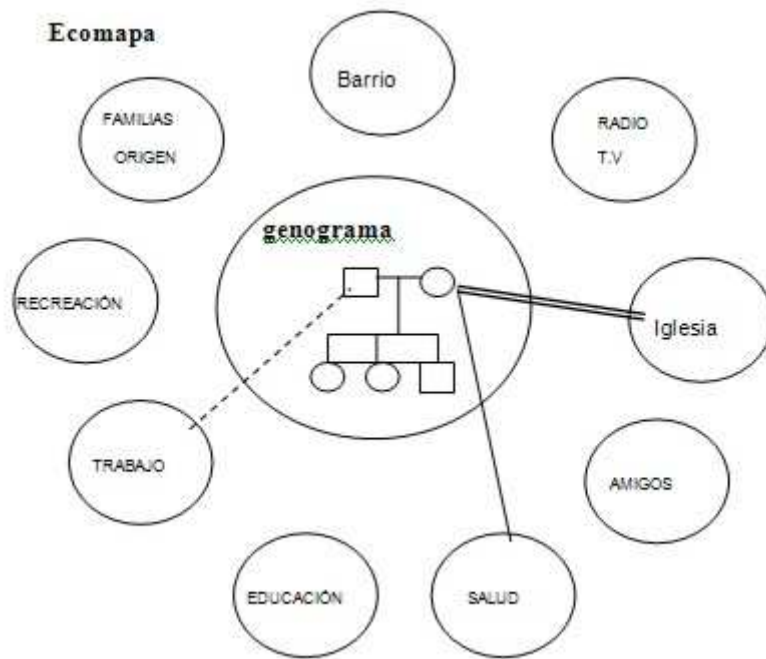 Ecomapa
Barrio
FAMILIAS
ORIGEN
RADIO
T.V
genograma
RECREACIÓN
Iglesia
TRABAJO
AMIGOS
EDUCACIÓN
SALUD